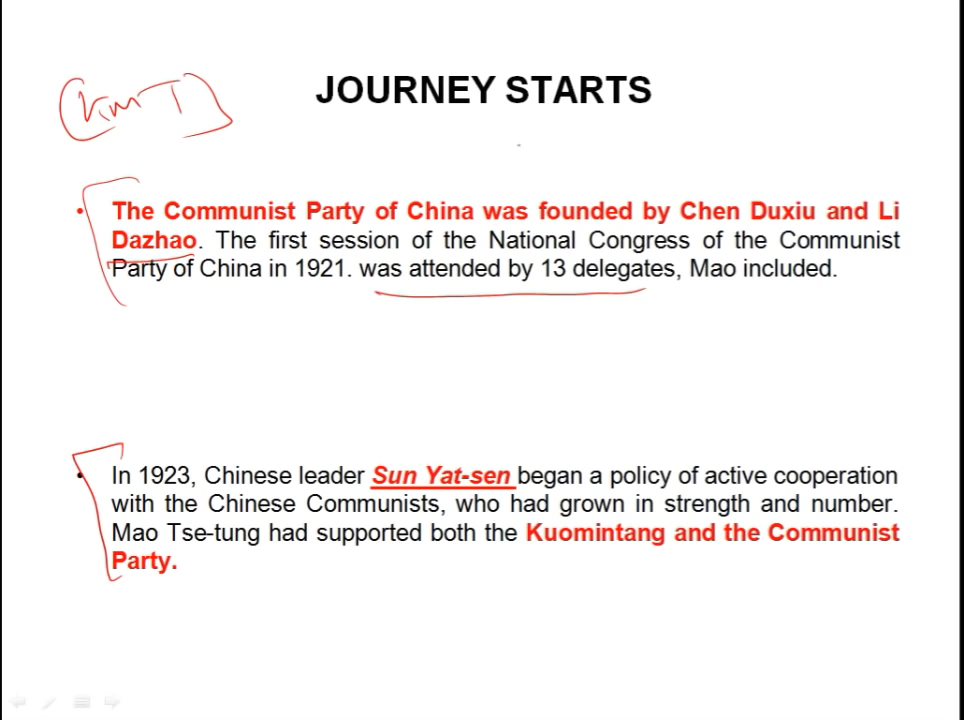 (KMT)
JOURNEY STARTS
• The Communist Party of China was founded by Chen Duxiu and Li
Dazhao. The first session of the National Congress of the Communist
Party of China in 1921. was attended by 13 delegates, Mao included.
• In 1923, Chinese leader Sun Yat-sen began a policy of active cooperation
with the Chinese Communists, who had grown in strength and number.
Mao Tse-tung had supported both the Kuomintang and the Communist
Party.